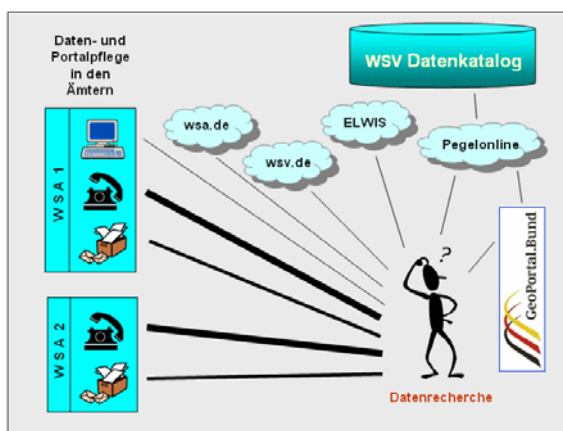 Daten- und
Portalpflege
in den
Ämtern
WSV Datenkatalog
wsa.de
ELWIS
wsv.de
Pegelonline
WSA 1
WSA 2
?
GeoPortal.Bund
Datenrecherche